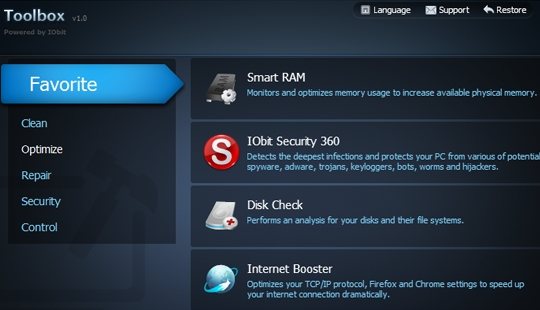 Toolbox v1.0
Powered by IObit
Language Support Restore
Favorite
Clean
Optimize
Repair
Security
Control
Smart RAM
Monitors and optimizes memory usage to increase available physical memory.
IObit Security 360
Detects the deepest infections and protects your PC from various of potential
spyware, adware, trojans, keyloggers, bots, worms and hijackers.
Disk Check
Performs an analysis for your disks and their file systems.
Internet Booster
Optimizes your TCP/IP protocol, Firefox and Chrome settings to speed up
your internet connection dramatically.